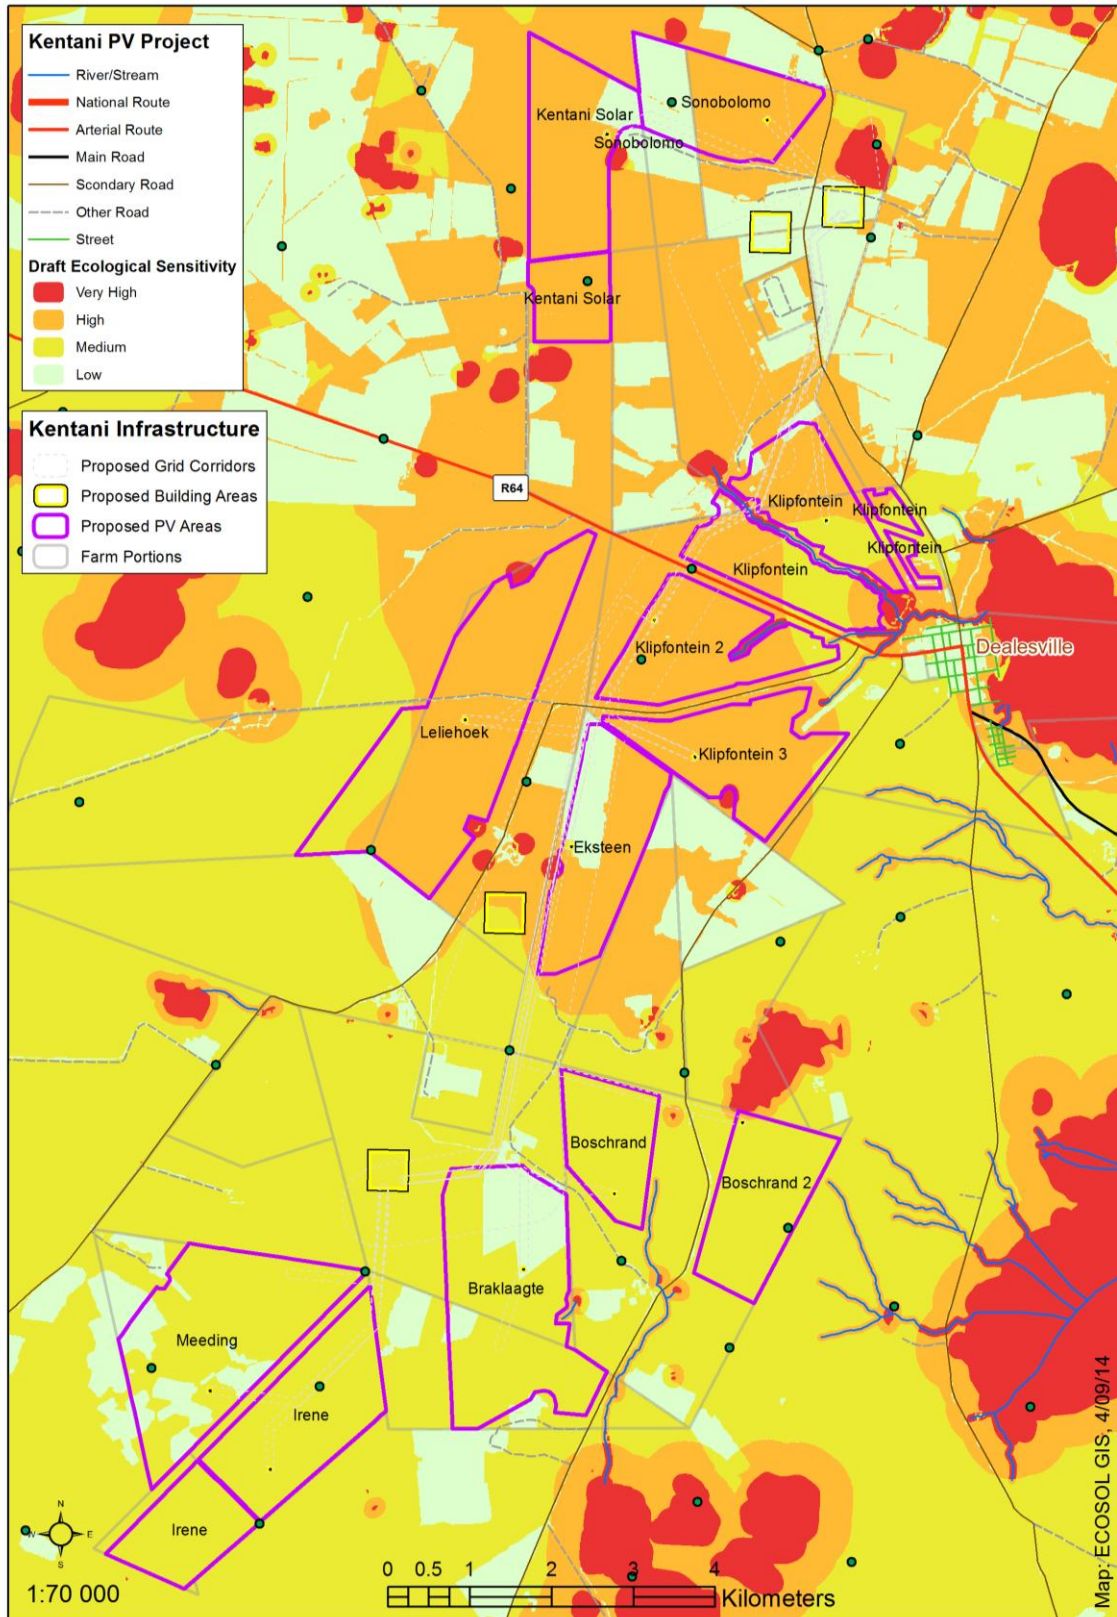 Kentani PV Project
River/Stream
National Route
Arterial Route
Main Road
Scondary Road
Other Road
Street
Draft Ecological Sensitivity
Very High
High
Medium
Low
Kentani Infrastructure
Proposed Grid Corridors
Proposed Building Areas
Proposed PV Areas
Farm Portions
Sonobolomo
Kentani Solar
Sonobolomo
Kentani Solar
R64
Klipfontein
Klipfontein
Klipfontein
Klipfontein
Klipfontein 2
Dealesville
Leliehoek
Klipfontein 3
Eksteen
Boschrand
Boschrand 2
Braklaagte
Meeding
Irene
Irene
N
W E
S
1:70 000
0 0.5 1 2 3 4
Kilometers
Map: ECOSOL GIS, 4/09/14